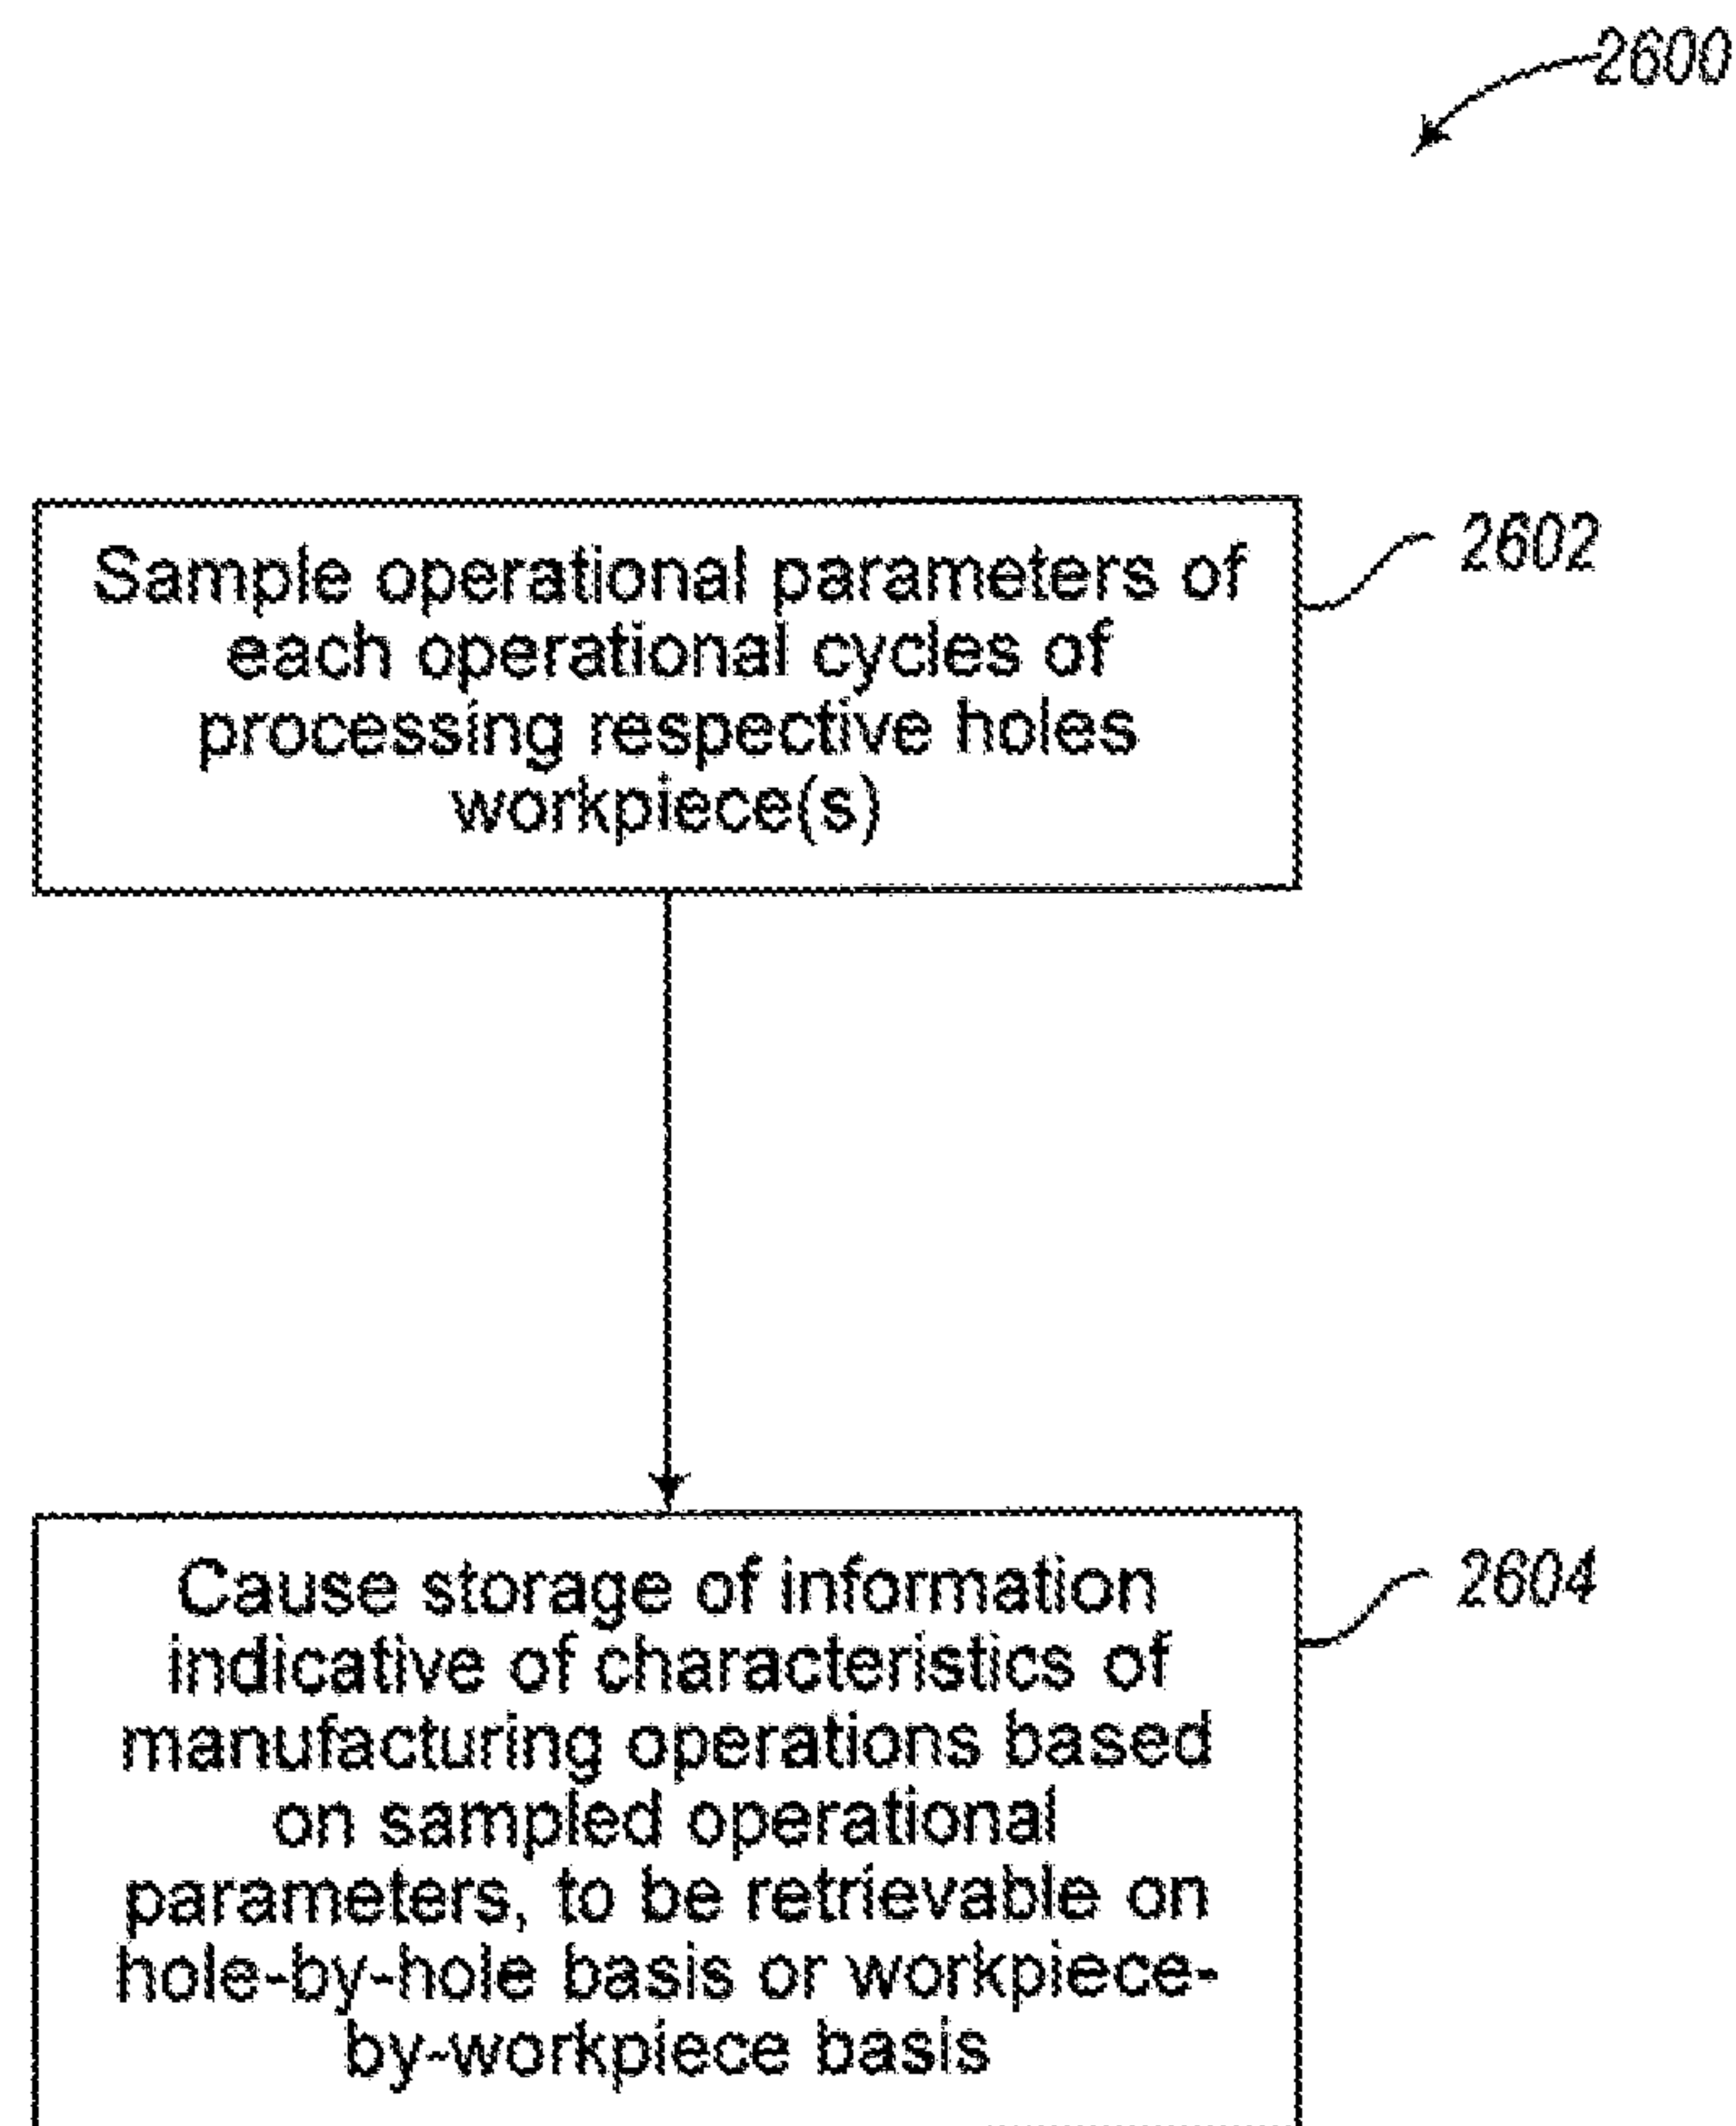 2600
Sample operational parameters of
each operational cycles of
processing respective holes
workpiece(s)
2602
Cause storage of information
indicative of characteristics of
manufacturing operations based
on sampled operational
parameters, to be retrievable on
hole-by-hole basis or workpiece-
by-workpiece basis
2604